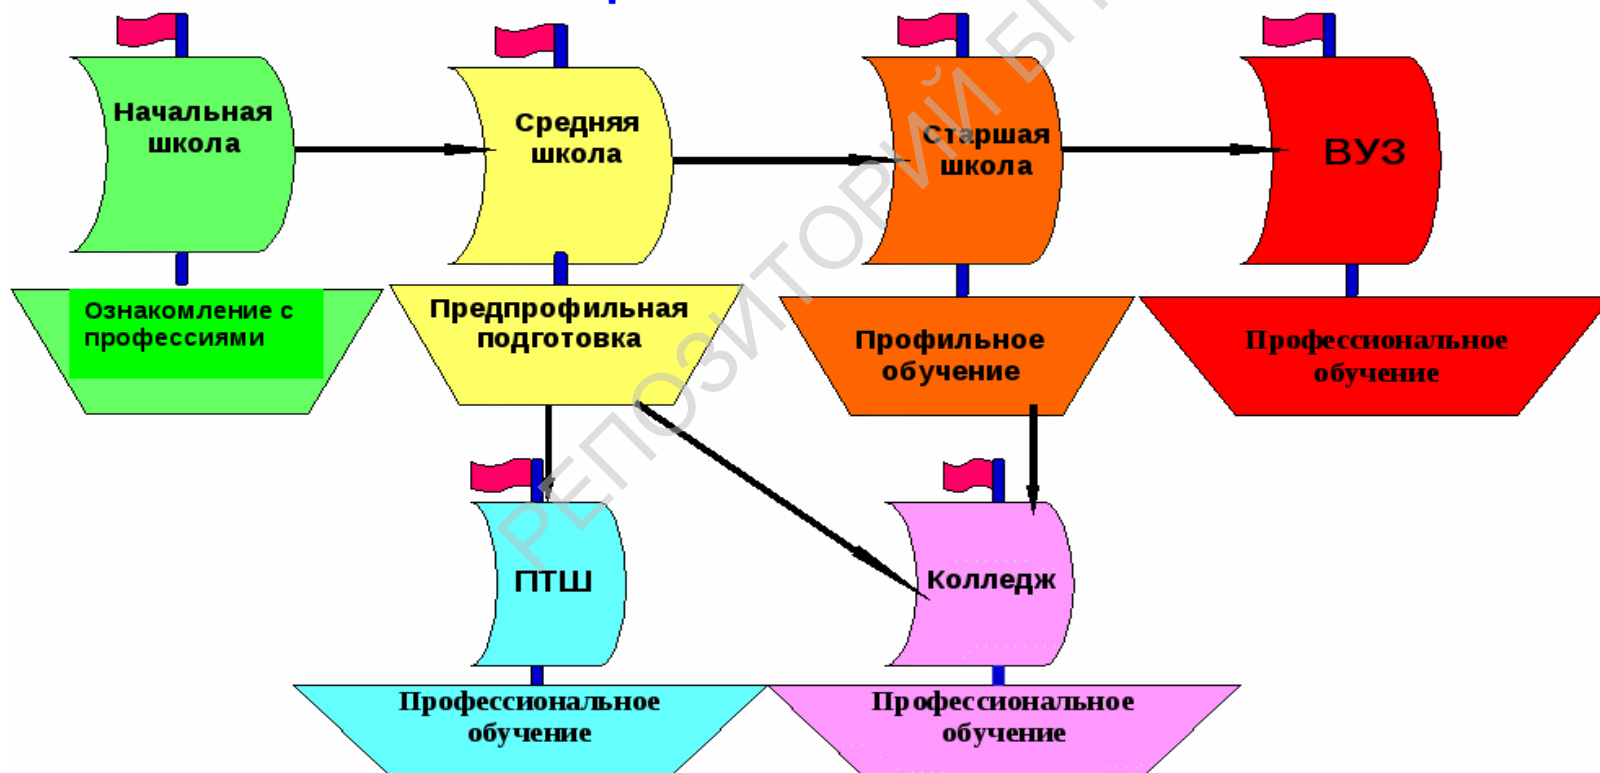 Начальная
школа
Средняя
школа
Старшая
школа
ВУЗ
Ознакомление с
профессиями
Предпрофильная
подготовка
Профильное
обучение
Профессиональное
обучение
ПТШ
Колледж
Профессиональное
обучение
Профессиональное
обучение
РЕПОЗИТОРИЙ